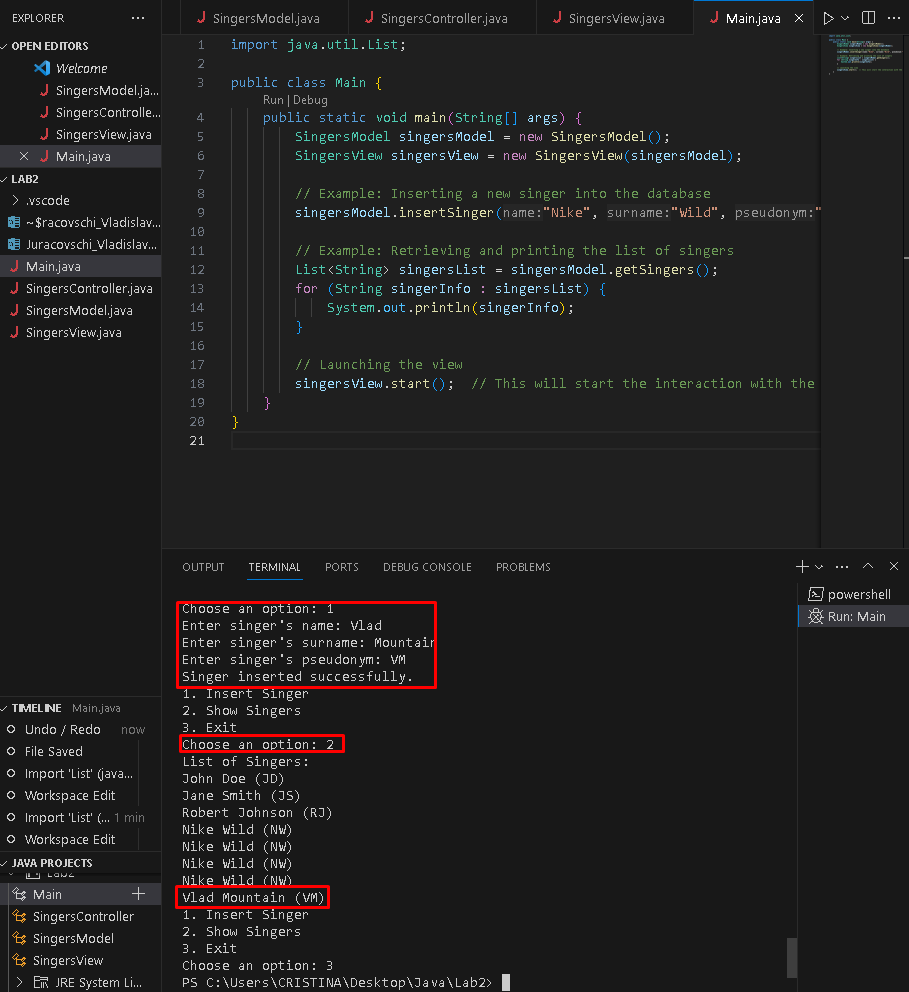 EXPLORER
OPEN EDITORS
Welcome
SingersModel.ja...
SingersControlle...
SingersView.java
Main.java
LAB2
.vscode
~$racovschi_Vladislav...
Juracovschi_Vladislav...
Main.java
SingersController.java
SingersModel.java
SingersView.java
TIMELINE Main.java
Undo / Redo now
File Saved
Import 'List' (java...
Workspace Edit
Import 'List' (... 1 min
Workspace Edit
JAVA PROJECTS
Lab2
Main
SingersController
SingersModel
SingersView
JRE System Li...
SingersModel.java
SingersController.java
SingersView.java
Main.java
1 import java.util.List;
2
3 public class Main {
Run | Debug
4 public static void main(String[] args) {
5 SingersModel singersModel = new SingersModel();
6 SingersView singersView = new SingersView(singersModel);
7
8 // Example: Inserting a new singer into the database
9 singersModel.insertSinger(name:"Nike", surname:"Wild", pseudonym:"
10
11 // Example: Retrieving and printing the list of singers
12 List<String> singersList = singersModel.getSingers();
13 for (String singerInfo : singersList) {
14 System.out.println(singerInfo);
15 }
16
17 // Launching the view
18 singersView.start(); // This will start the interaction with the
19 }
20 }
21
OUTPUT TERMINAL PORTS DEBUG CONSOLE PROBLEMS
Choose an option: 1
Enter singer's name: Vlad
Enter singer's surname: Mountain
Enter singer's pseudonym: VM
Singer inserted successfully.
1. Insert Singer
2. Show Singers
3. Exit
Choose an option: 2
List of Singers:
John Doe (JD)
Jane Smith (JS)
Robert Johnson (RJ)
Nike Wild (NW)
Nike Wild (NW)
Nike Wild (NW)
Nike Wild (NW)
Vlad Mountain (VM)
1. Insert Singer
2. Show Singers
3. Exit
Choose an option: 3
PS C:\Users\CRISTINA\Desktop\Java\Lab2>
powershell
Run: Main